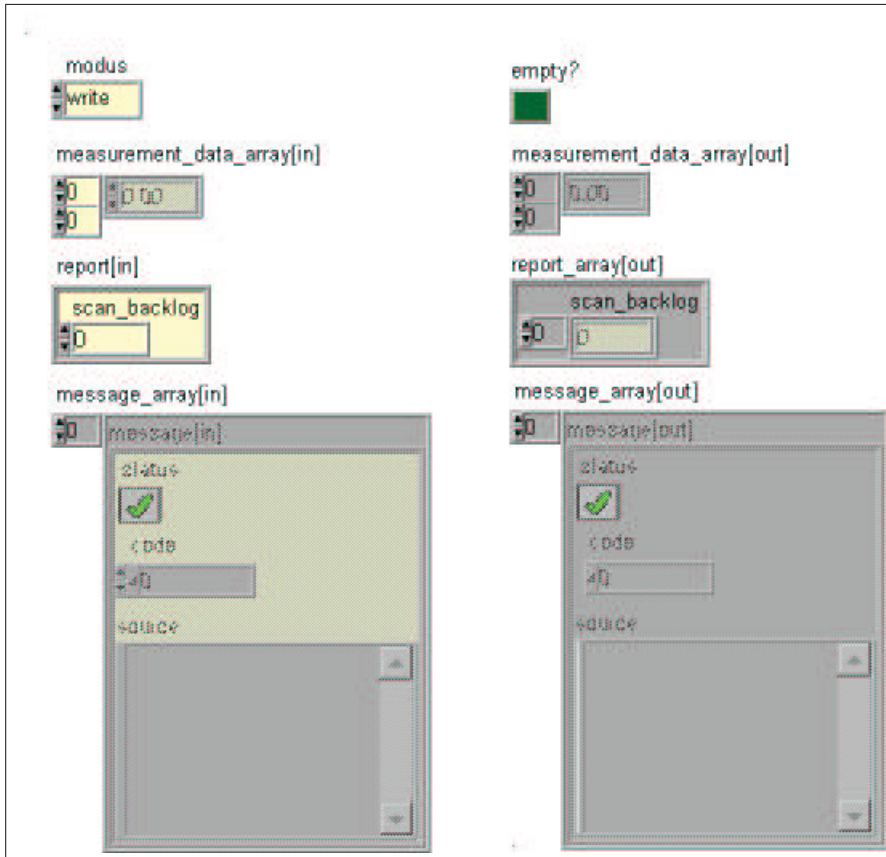 modus
write
measurement_data_array[in]
0
0
0.00
report[in]
scan_backlog
0
message_array[in]
0
message[in]
status
code
0
source
empty?
measurement_data_array[out]
0
0
0.00
report_array[out]
scan_backlog
0
0
message_array[out]
0
message[out]
status
code
0
source